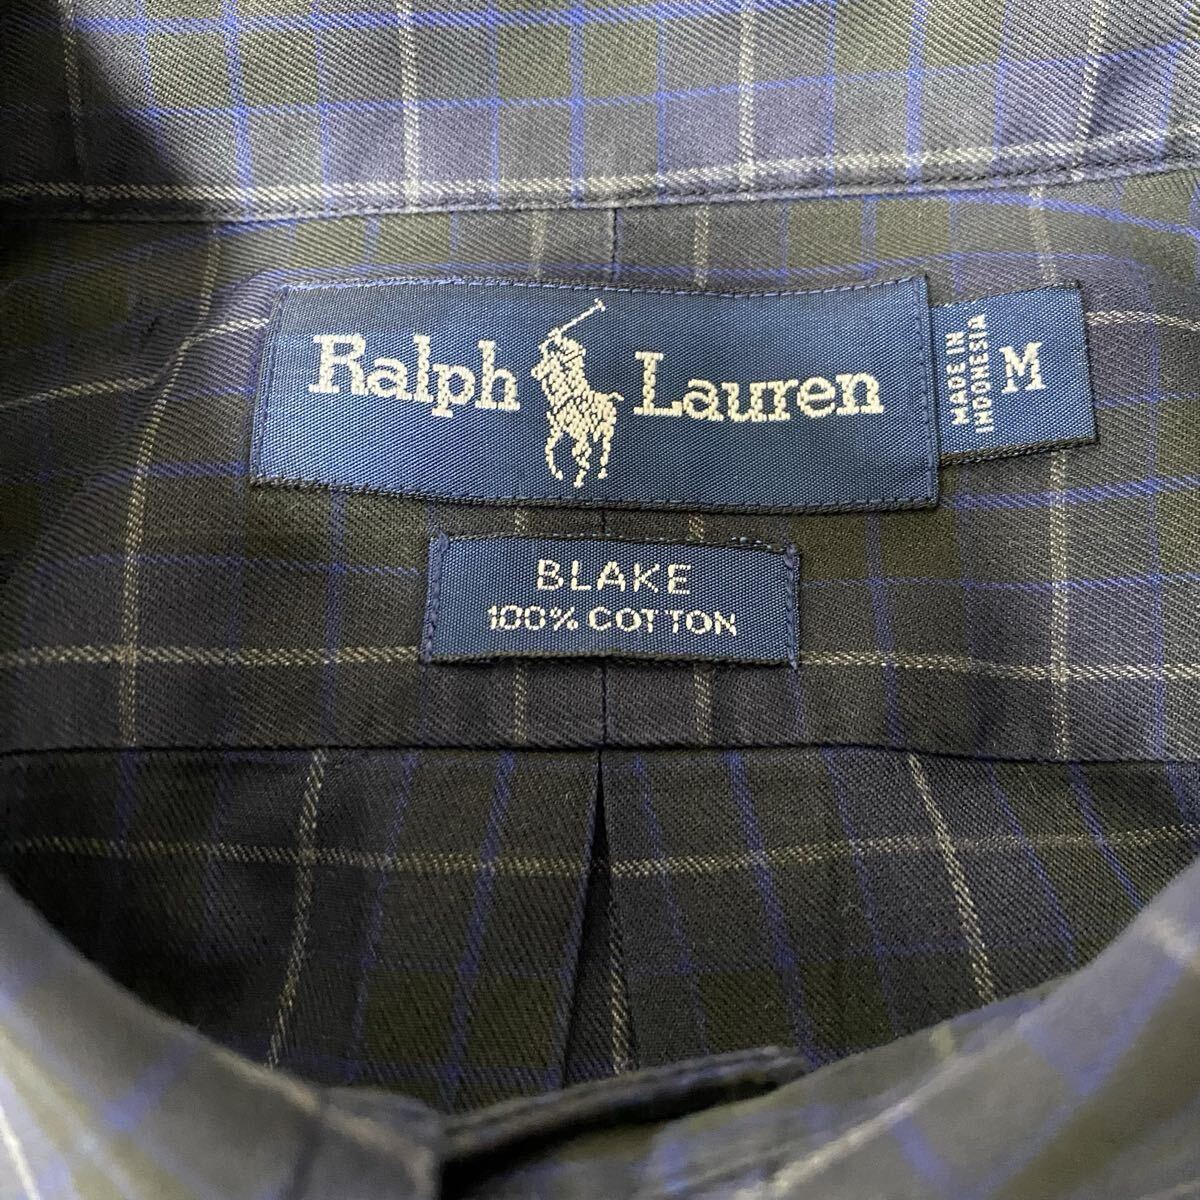 Ralph Lauren
MADE IN
INDONESIA
M
BLAKE
100% COTTON